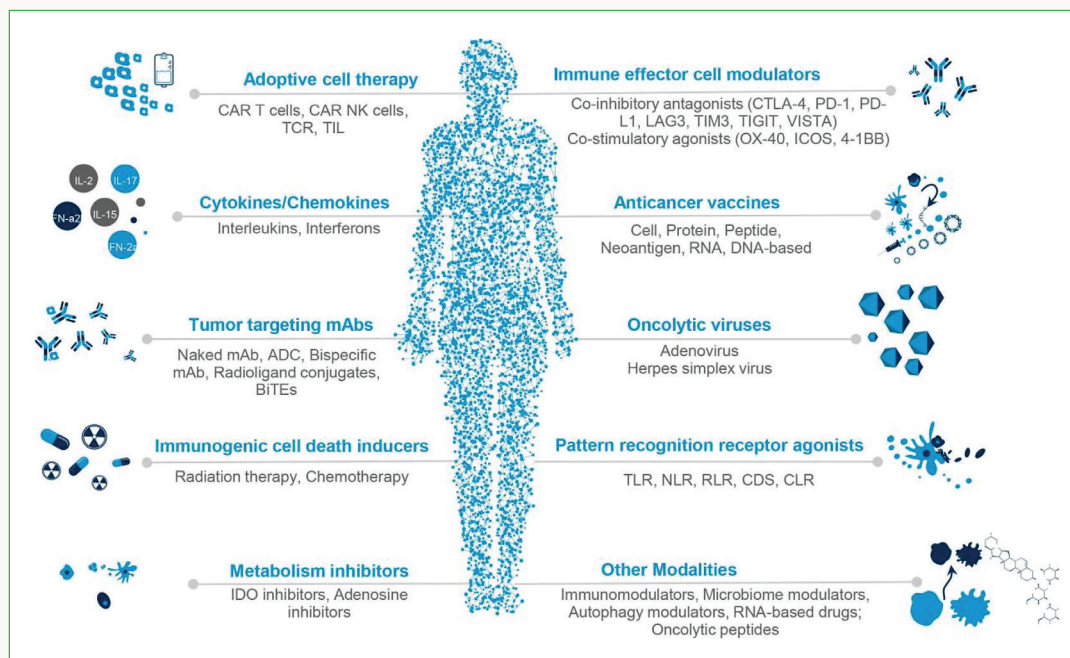 Adoptive cell therapy
CAR T cells, CAR NK cells,
TCR, TIL
Immune effector cell modulators
Co-inhibitory antagonists (CTLA-4, PD-1, PD-
L1, LAG3, TIM3, TIGIT, VISTA)
Co-stimulatory agonists (OX-40, ICOS, 4-1BB)
IL-2
IL-17
FN-a2
IL-15
FN-2a
Cytokines/Chemokines
Interleukins, Interferons
Anticancer vaccines
Cell, Protein, Peptide,
Neoantigen, RNA, DNA-based
Tumor targeting mAbs
Naked mAb, ADC, Bispecific
mAb, Radioligand conjugates,
BiTEs
Oncolytic viruses
Adenovirus
Herpes simplex virus
Immunogenic cell death inducers
Radiation therapy, Chemotherapy
Pattern recognition receptor agonists
TLR, NLR, RLR, CDS, CLR
Metabolism inhibitors
IDO inhibitors, Adenosine
inhibitors
Other Modalities
Immunomodulators, Microbiome modulators,
Autophagy modulators, RNA-based drugs;
Oncolytic peptides